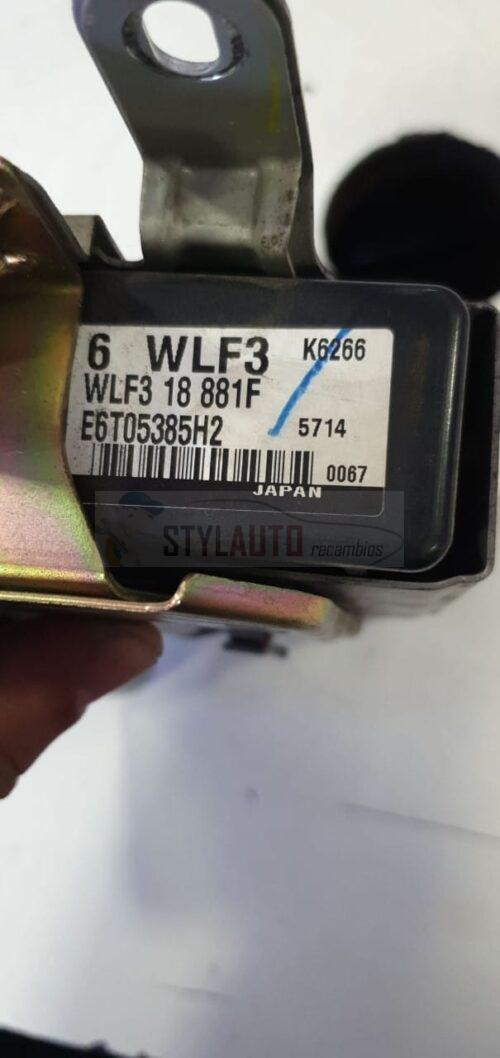 6 WLF3 K6266
WLF3 18 881F
E6T05385H2 5714
0067
JAPAN
STYLAUTO recambios